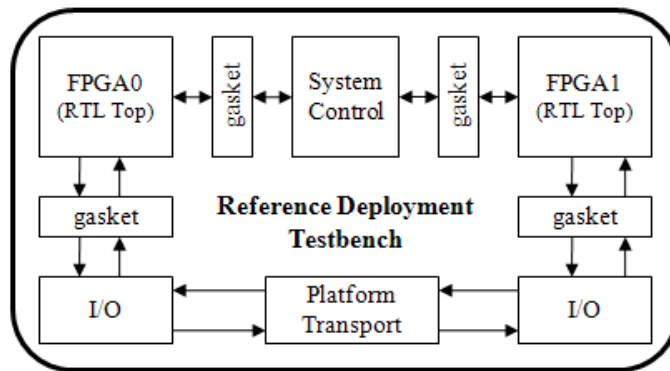 FPGA0
(RTL Top)
gasket
System
Control
gasket
FPGA1
(RTL Top)
gasket
Reference Deployment
Testbench
gasket
I/O
Platform
Transport
I/O